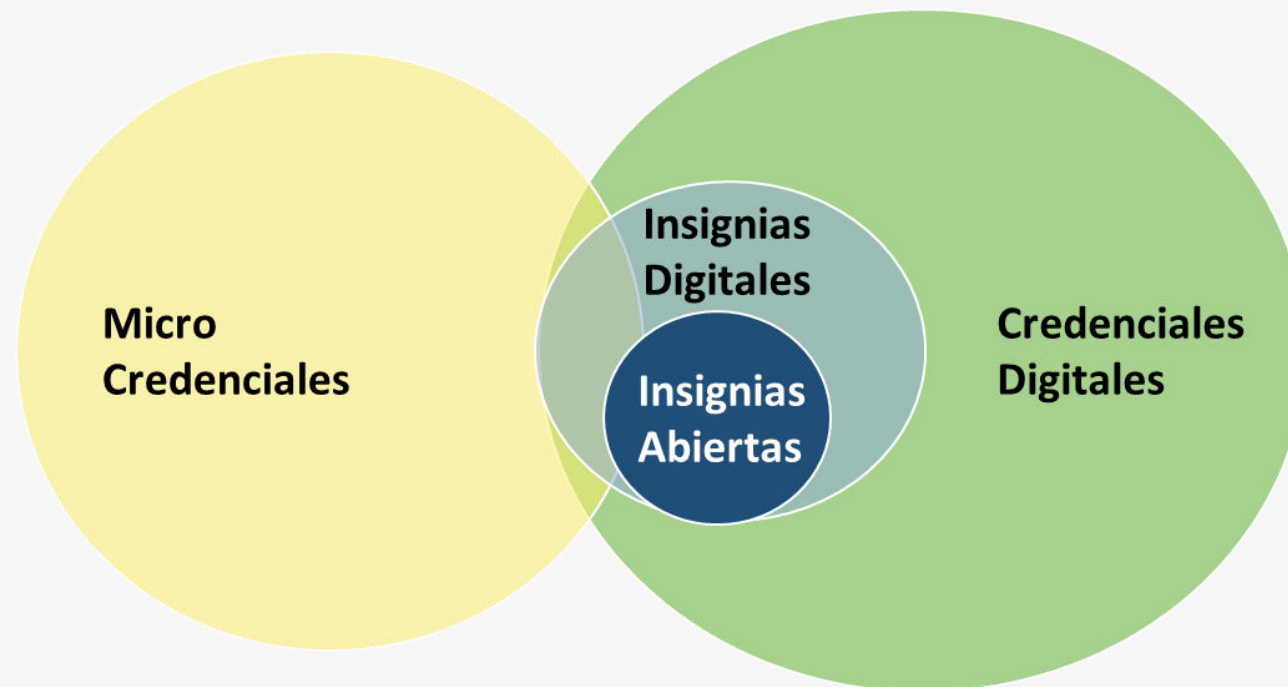 Micro
Credenciales
Insignias
Digitales
Insignias
Abiertas
Credenciales
Digitales